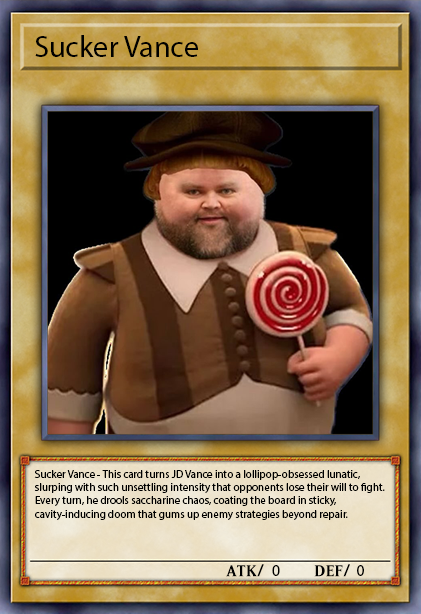 Sucker Vance
Sucker Vance - This card turns JD Vance into a lollipop-obsessed lunatic,
slurping with such unsettling intensity that opponents lose their will to fight.
Every turn, he drools saccharine chaos, coating the board in sticky,
cavity-inducing doom that gums up enemy strategies beyond repair.
ATK/ 0 DEF/ 0